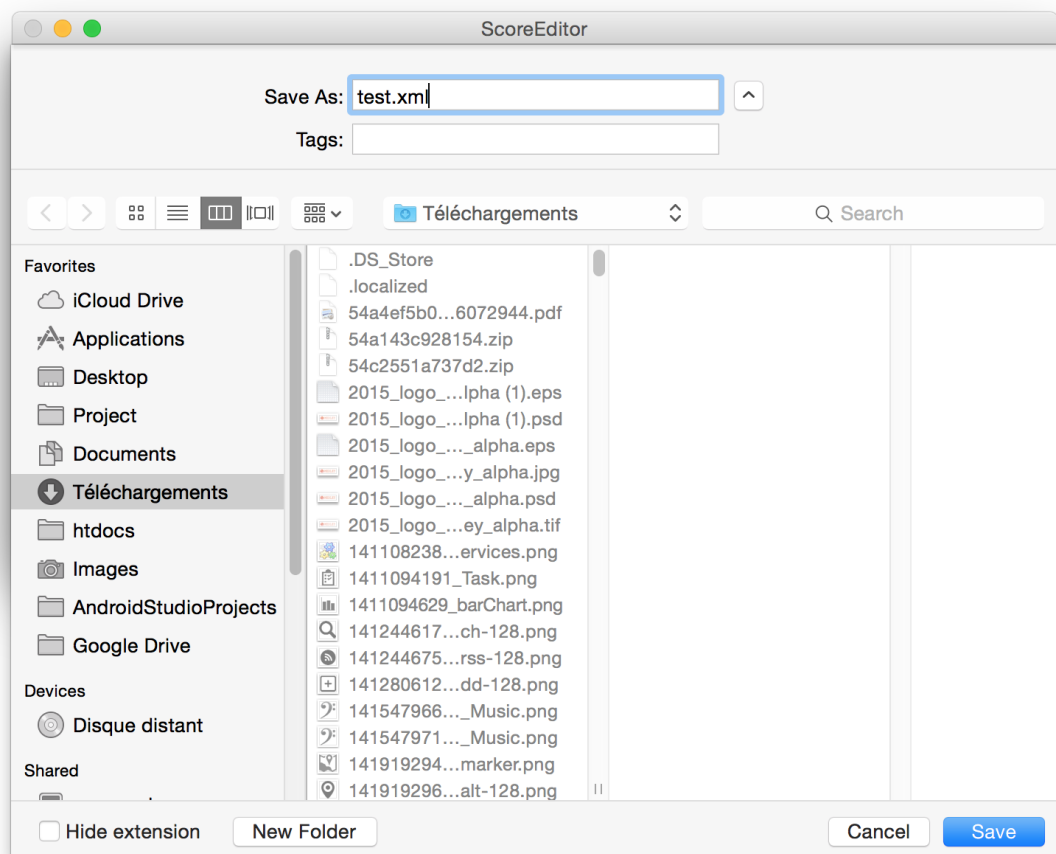 ScoreEditor
Save As: test.xml
Tags:
Téléchargements
Search
Favorites
iCloud Drive
Applications
Desktop
Project
Documents
Téléchargements
htdocs
Images
AndroidStudioProjects
Google Drive
Devices
Disque distant
Shared
.DS_Store
.localized
54a4ef5b0...6072944.pdf
54a143c928154.zip
54c2551a737d2.zip
2015_logo_...lpha (1).eps
2015_logo_...lpha (1).psd
2015_logo_..._alpha.eps
2015_logo_...y_alpha.jpg
2015_logo_..._alpha.psd
2015_logo_...ey_alpha.tif
141108238...ervices.png
1411094191_Task.png
1411094629_barChart.png
141244617...ch-128.png
141244675...rss-128.png
141280612...dd-128.png
141547966..._Music.png
141547971..._Music.png
141919294...marker.png
141919296...alt-128.png
Hide extension
New Folder
Cancel
Save